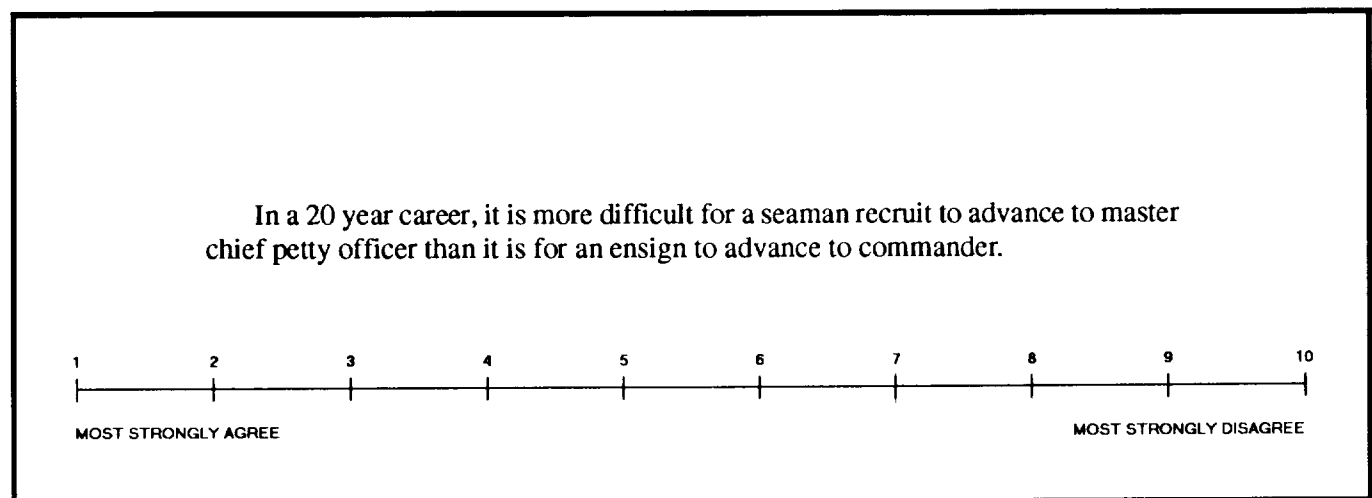 In a 20 year career, it is more difficult for a seaman recruit to advance to master
chief petty officer than it is for an ensign to advance to commander.
1 2 3 4 5 6 7 8 9 10
MOST STRONGLY AGREE MOST STRONGLY DISAGREE